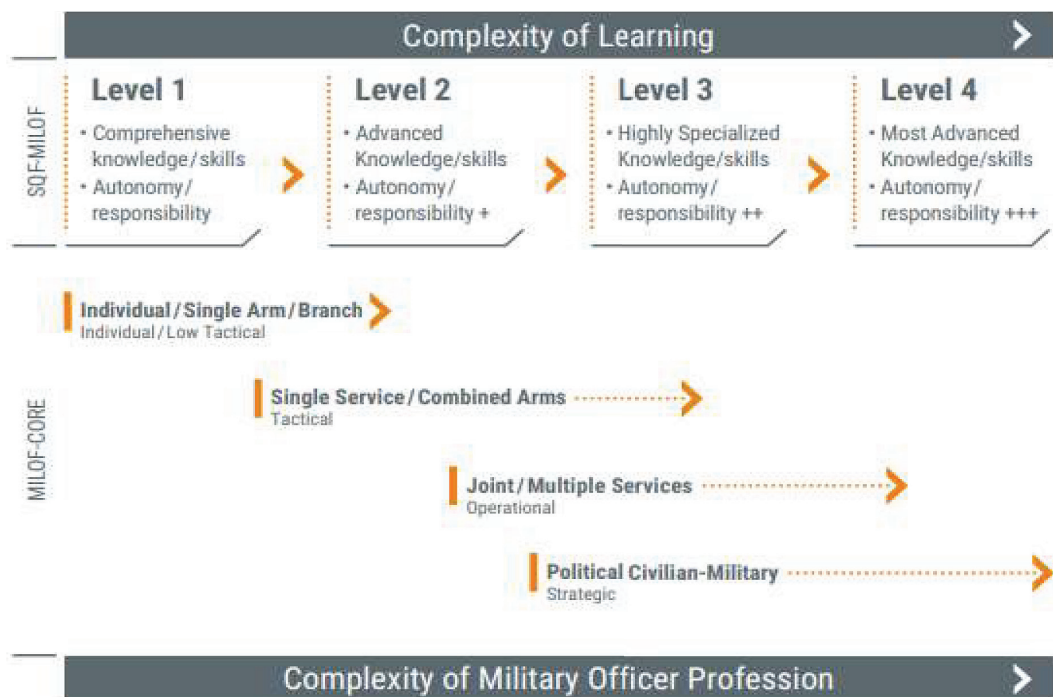 Complexity of Learning
SQF-MILOF
Level 1
• Comprehensive
knowledge/skills
• Autonomy/
responsibility
Level 2
• Advanced
Knowledge/skills
• Autonomy/
responsibility +
Level 3
• Highly Specialized
Knowledge/skills
• Autonomy/
responsibility ++
Level 4
• Most Advanced
Knowledge/skills
• Autonomy/
responsibility +++
MILOF-CORE
Individual/Single Arm/Branch
Individual/Low Tactical
Single Service/Combined Arms
Tactical
Joint/Multiple Services
Operational
Political Civilian-Military
Strategic
Complexity of Military Officer Profession